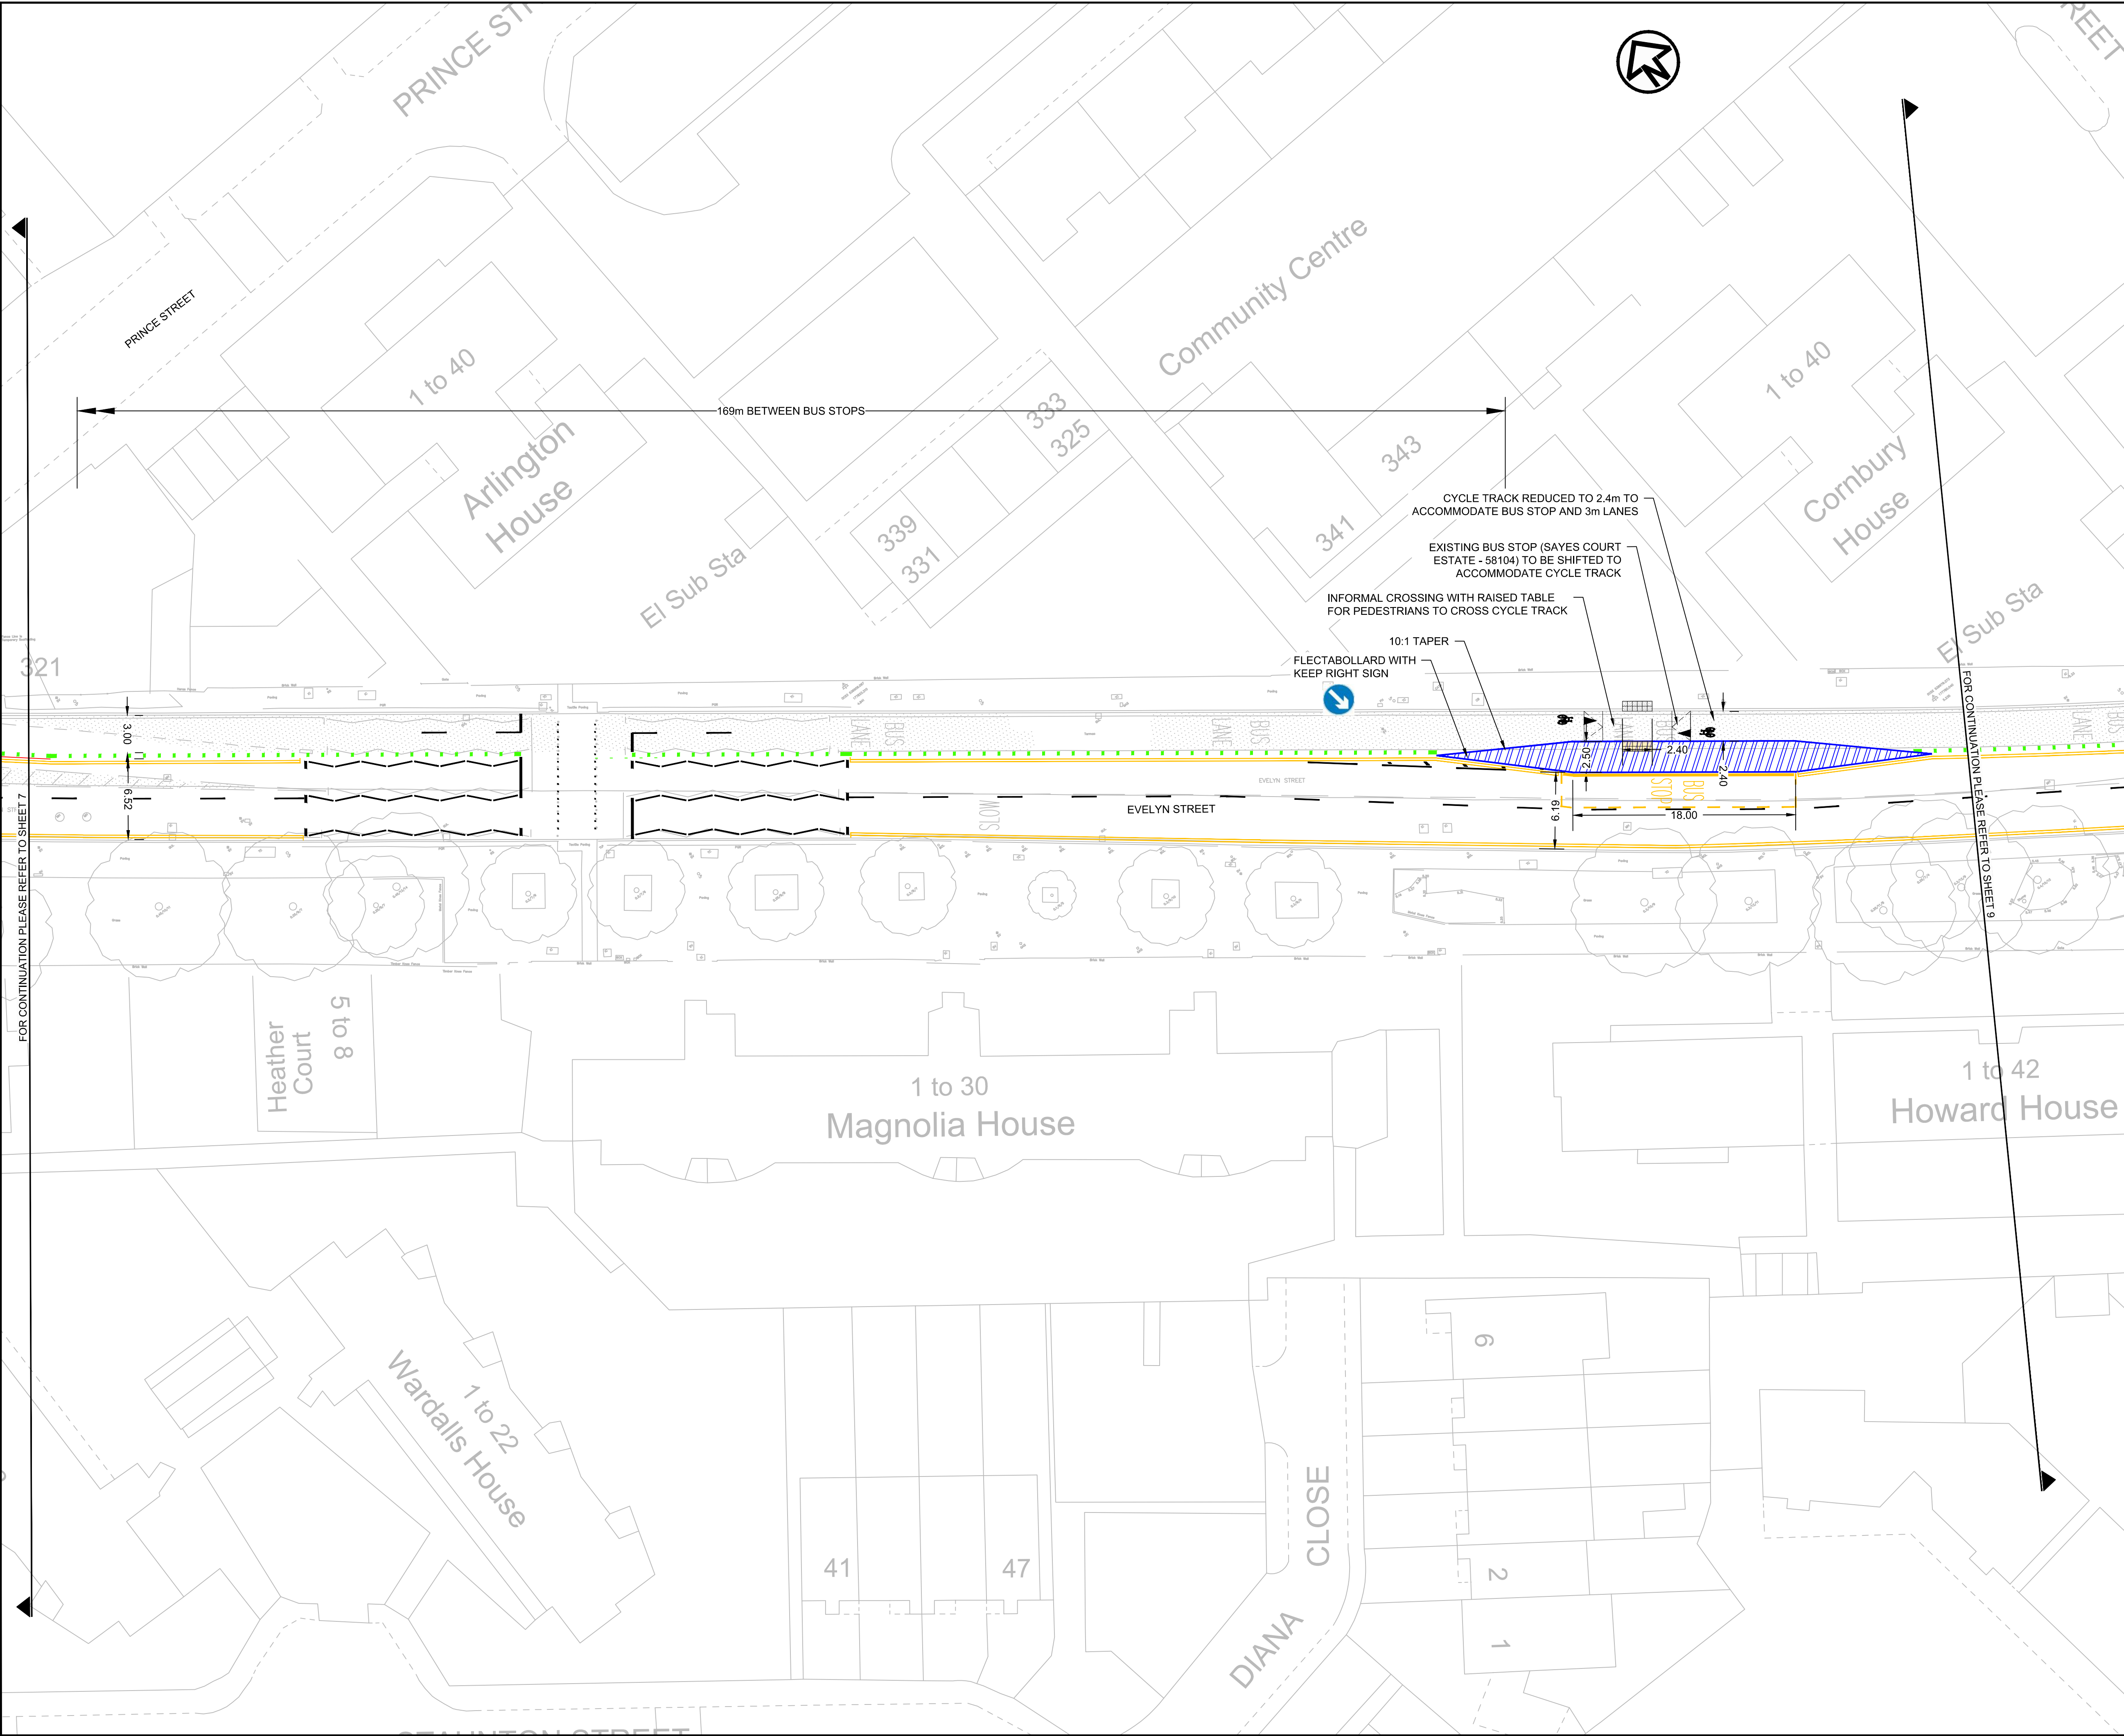 PRINCE STR
REET
PRINCE STREET
1 to 40
Arlington
House
El Sub Sta
169m BETWEEN BUS STOPS
Community Centre
333
325
339
331
343
341
1 to 40
Cornbury
House
El Sub Sta
CYCLE TRACK REDUCED TO 2.4m TO
ACCOMMODATE BUS STOP AND 3m LANES
EXISTING BUS STOP (SAYES COURT
ESTATE - 58104) TO BE SHIFTED TO
ACCOMMODATE CYCLE TRACK
INFORMAL CROSSING WITH RAISED TABLE
FOR PEDESTRIANS TO CROSS CYCLE TRACK
10:1 TAPER
FLECTABOLLARD WITH
KEEP RIGHT SIGN
321
3.00
6.52
BUS
LANE
BUS
LANE
BUS
LANE
2.50
2.40
2.40
6.19
18.00
BUS
STOP
SLOW
EVELYN STREET
EVELYN STREET
FOR CONTINUATION PLEASE REFER TO SHEET 7
FOR CONTINUATION PLEASE REFER TO SHEET 9
Heather
Court
5 to 8
1 to 30
Magnolia House
1 to 42
Howard House
Wardalls House
1 to 22
41
47
DIANA
CLOSE
6
2
1
STAUNTON STREET